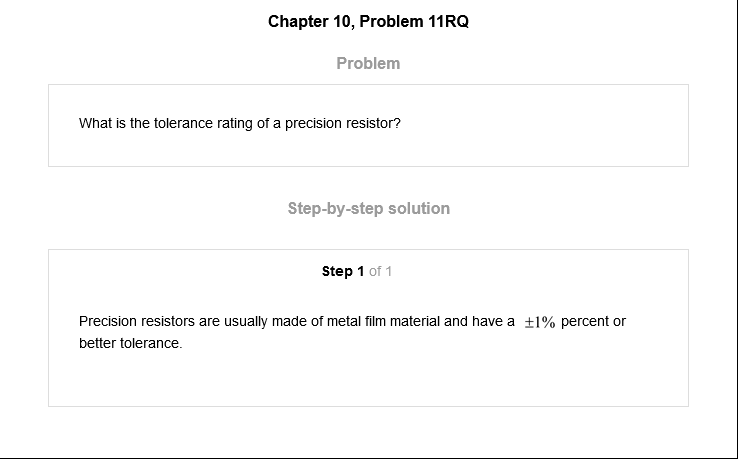 Chapter 10, Problem 11RQ
Problem
What is the tolerance rating of a precision resistor?
Step-by-step solution
Step 1 of 1
Precision resistors are usually made of metal film material and have a ±1% percent or
better tolerance.